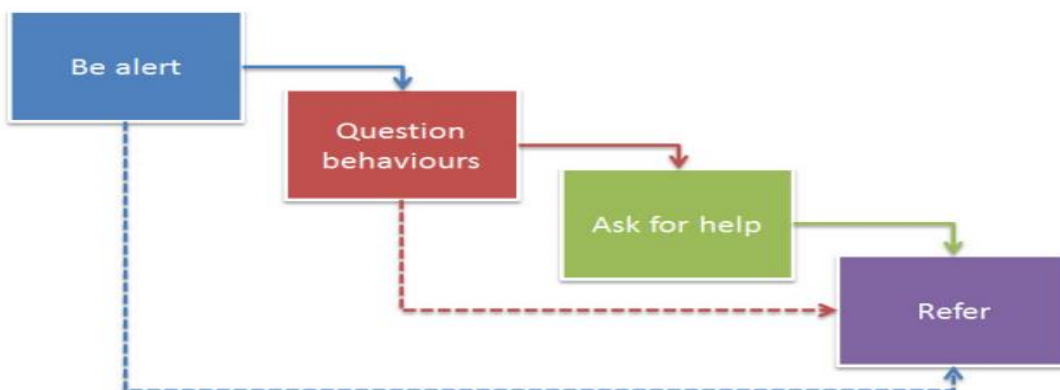 Be alert
Question
behaviours
Ask for help
Refer